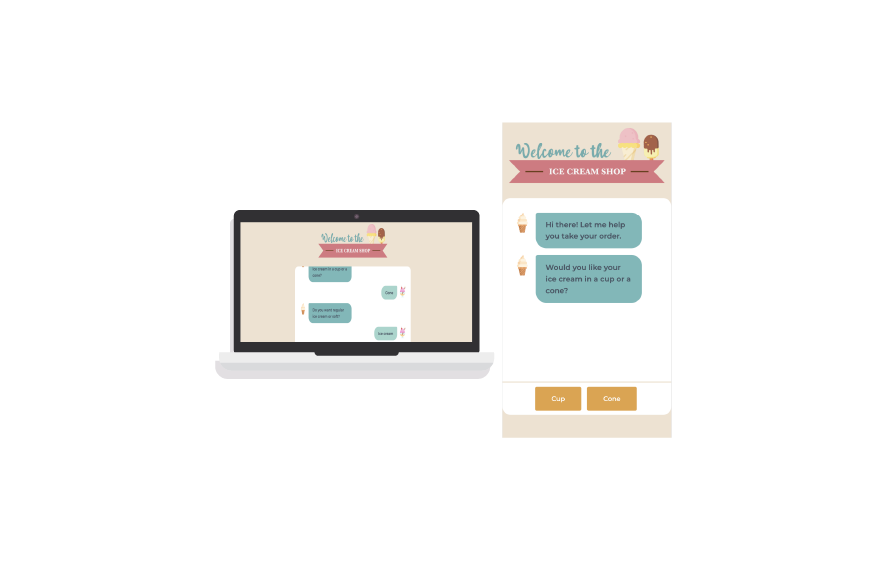 Welcome to the
ICE CREAM SHOP
ice cream in a cup or a
cone?
Cone
Do you want regular
ice cream or soft?
Ice cream
Welcome to the
ICE CREAM SHOP
Hi there! Let me help
you take your order.
Would you like your
ice cream in a cup or a
cone?
Cup
Cone